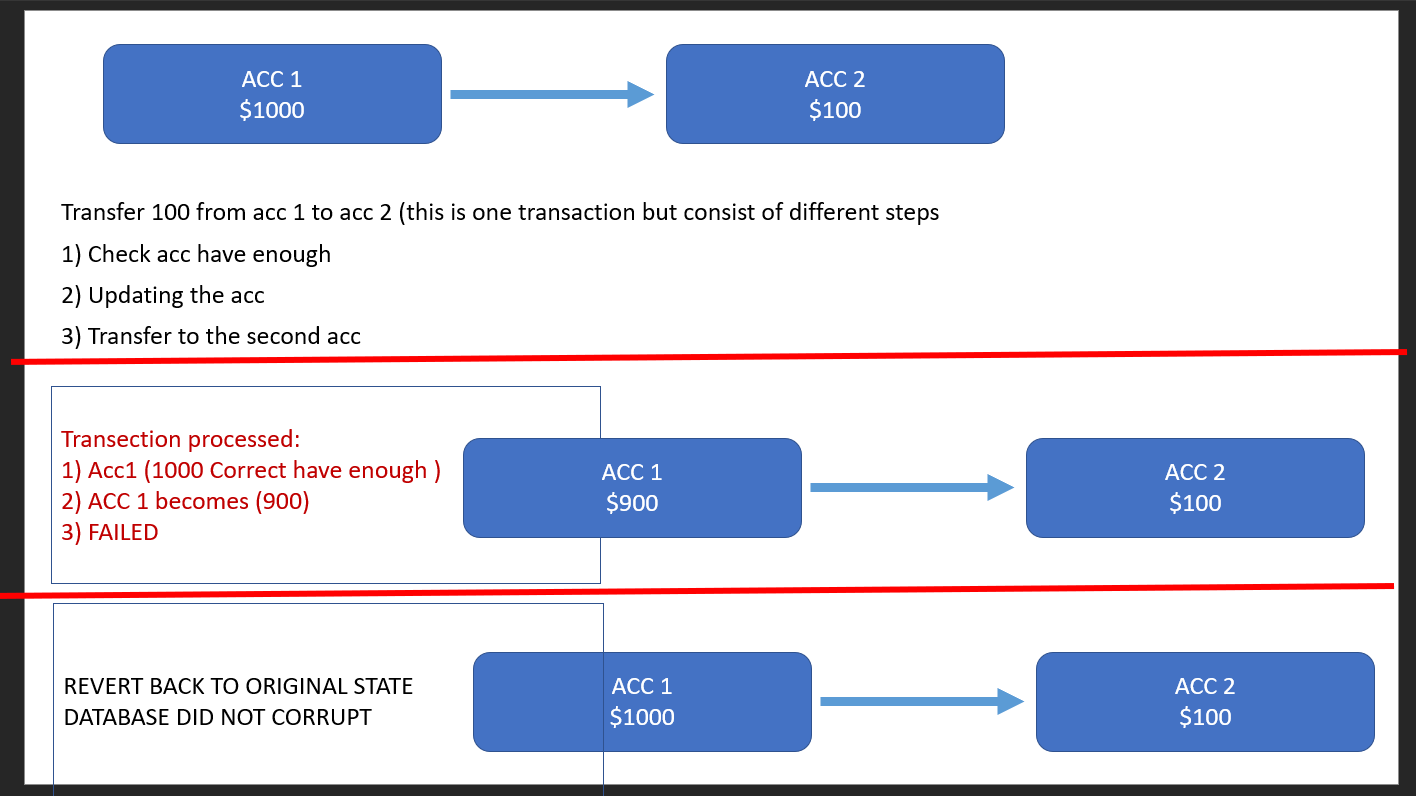 ACC 1
$1000
ACC 2
$100
Transfer 100 from acc 1 to acc 2 (this is one transaction but consist of different steps
1) Check acc have enough
2) Updating the acc
3) Transfer to the second acc
Transection processed:
1) Acc1 (1000 Correct have enough )
2) ACC 1 becomes (900)
3) FAILED
ACC 1
$900
ACC 2
$100
REVERT BACK TO ORIGINAL STATE
DATABASE DID NOT CORRUPT
ACC 1
$1000
ACC 2
$100